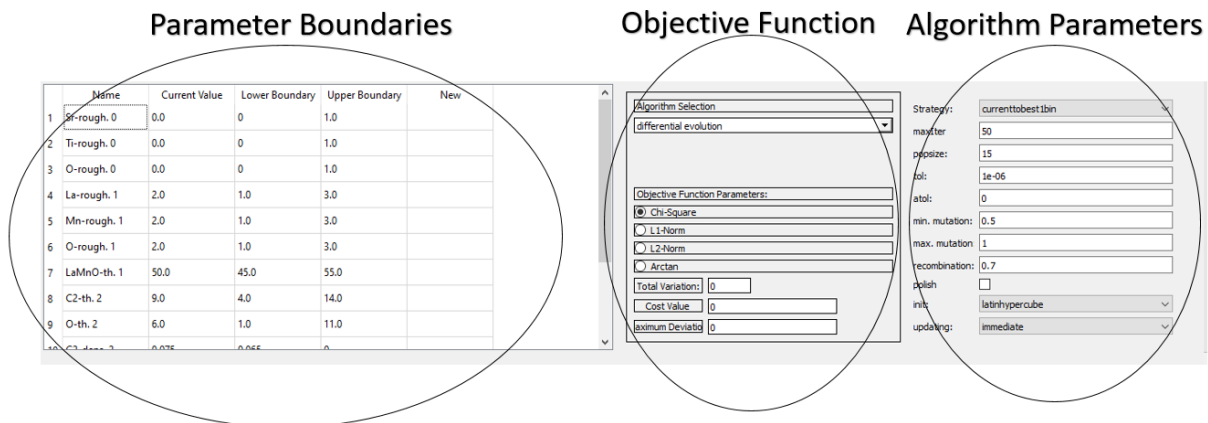 Parameter Boundaries
Objective Function
Algorithm Parameters
Name Current Value Lower Boundary Upper Boundary New
1 Sr-rough. 0 0.0 0 1.0
2 Ti-rough. 0 0.0 0 1.0
3 O-rough. 0 0.0 0 1.0
4 La-rough. 1 2.0 1.0 3.0
5 Mn-rough. 1 2.0 1.0 3.0
6 O-rough. 1 2.0 1.0 3.0
7 LaMnO-th. 1 50.0 45.0 55.0
8 C2-th. 2 9.0 4.0 14.0
9 O-th. 2 6.0 1.0 11.0
Algorithm Selection
differential evolution
Objective Function Parameters:
Chi-Square
L1-Norm
L2-Norm
Arctan
Total Variation: 0
Cost Value 0
aximum Deviatio 0
Strategy: currenttobest1bin
maxIter 50
popsize: 15
tol: 1e-06
atol: 0
min. mutation: 0.5
max. mutation 1
recombination: 0.7
polish
init: latinhypercube
updating: immediate